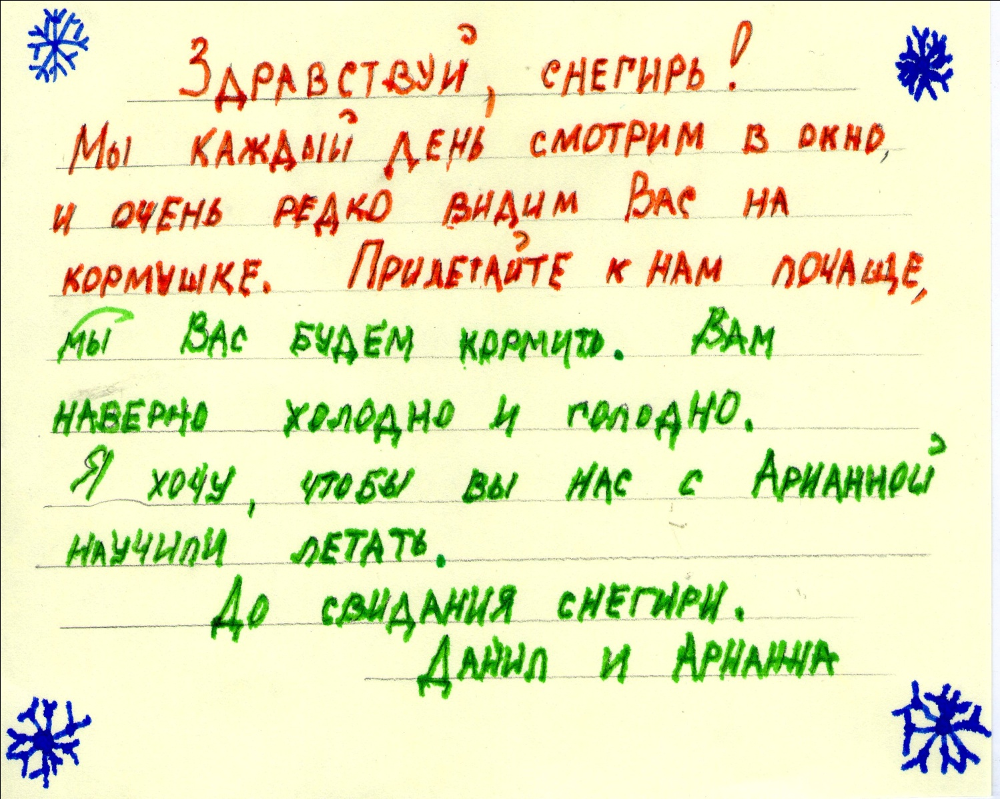 Здравствуй, снегирь!
Мы каждый день смотрим в окно,
и очень редко видим Вас на
кормушке. Прилетайте к нам почаще,
мы Вас будем кормить. Вам
наверно холодно и голодно.
Я хочу, чтобы вы нас с Арианной
научили летать.
До свидания снегири.
Данил и Арианна